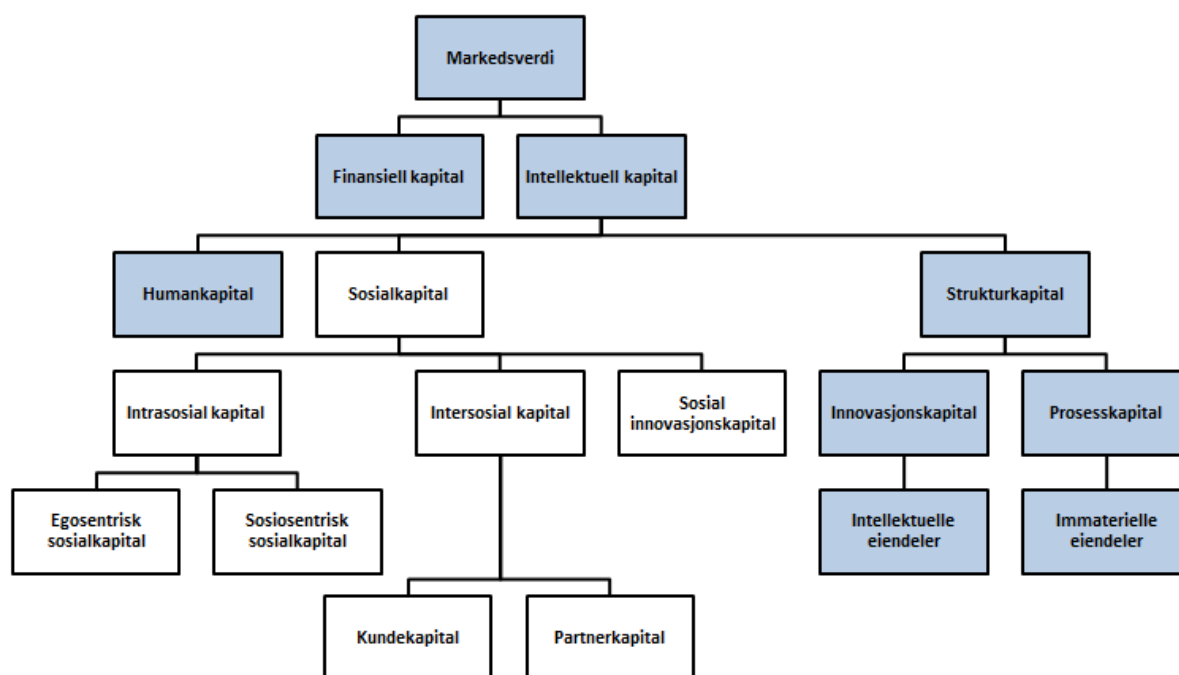 Markedsverdi
Finansiell kapital
Intellektuell kapital
Humankapital
Sosialkapital
Strukturkapital
Intrasosial kapital
Intersosial kapital
Sosial
innovasjonskapital
Innovasjonskapital
Prosesskapital
Egosentrisk
sosialkapital
Sosiosentrisk
sosialkapital
Intellektuelle
eiendeler
Immaterielle
eiendeler
Kundekapital
Partnerkapital